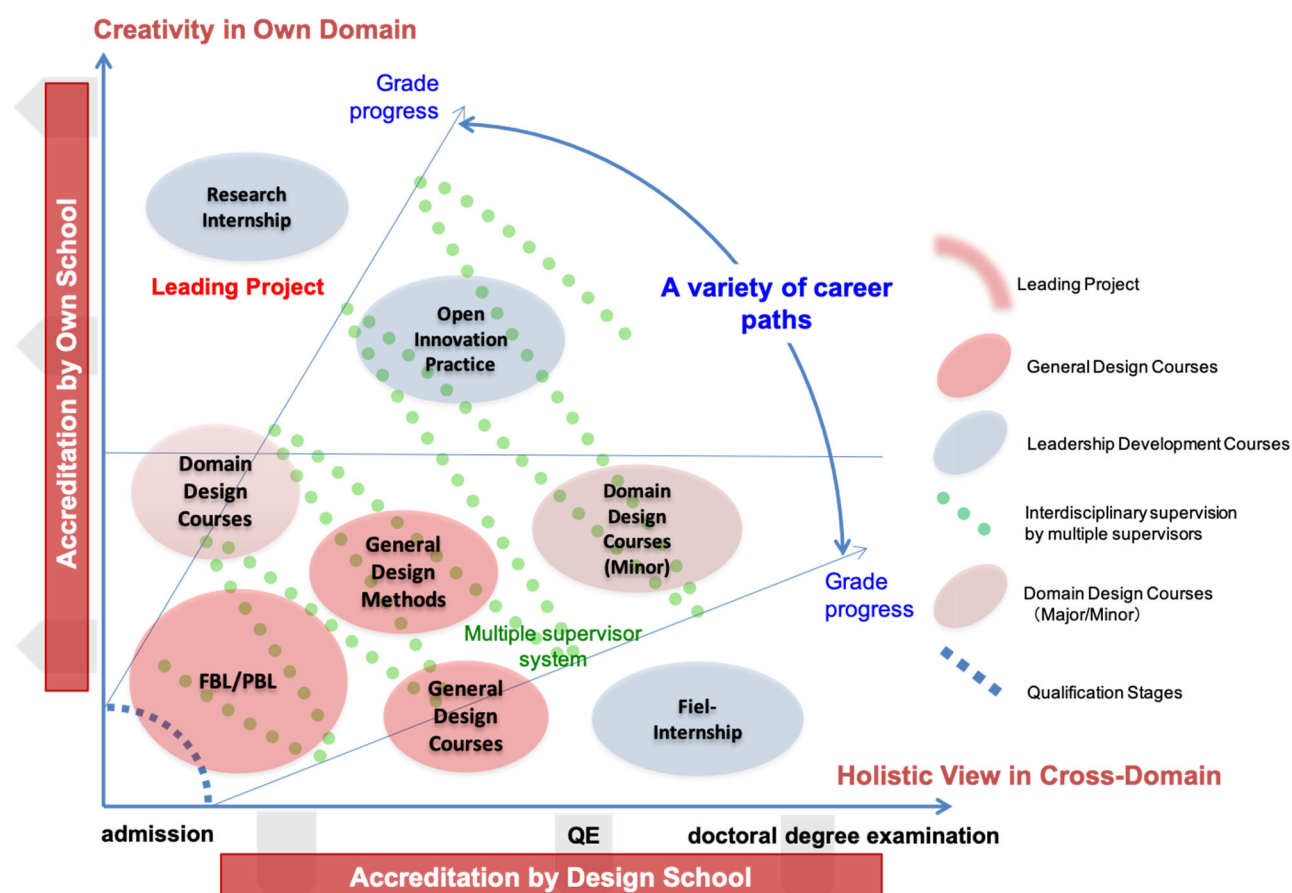 Creativity in Own Domain
Grade
progress
Accreditation by Own School
Research
Internship
Leading Project
Open
Innovation
Practice
A variety of career
paths
Domain
Design
Courses
General
Design
Methods
Domain
Design
Courses
(Minor)
Grade
progress
Multiple supervisor
system
FBL/PBL
General
Design
Courses
Fiel-
Internship
Holistic View in Cross-Domain
admission
QE
doctoral degree examination
Accreditation by Design School
Leading Project
General Design Courses
Leadership Development Courses
Interdisciplinary supervision
by multiple supervisors
Domain Design Courses
（Major/Minor）
Qualification Stages